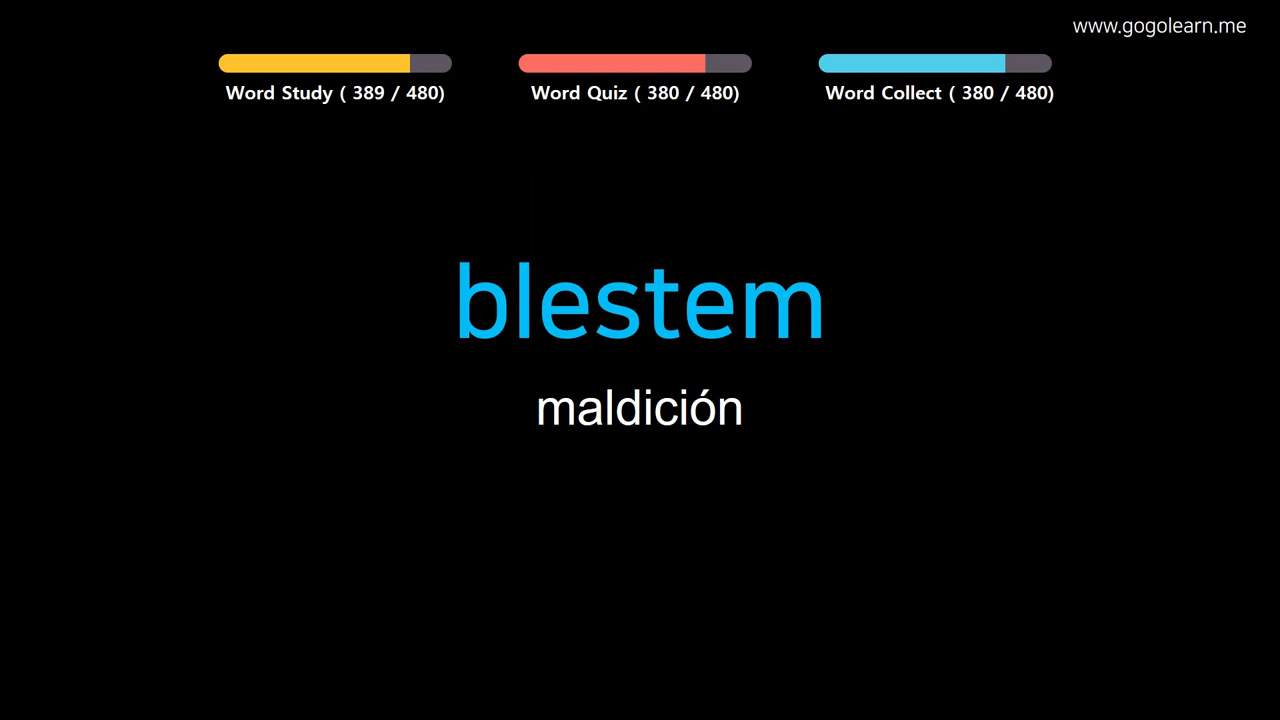 www.gogolearn.me
Word Study ( 389 / 480)
Word Quiz ( 380 / 480)
Word Collect ( 380 / 480)
blestem
maldición